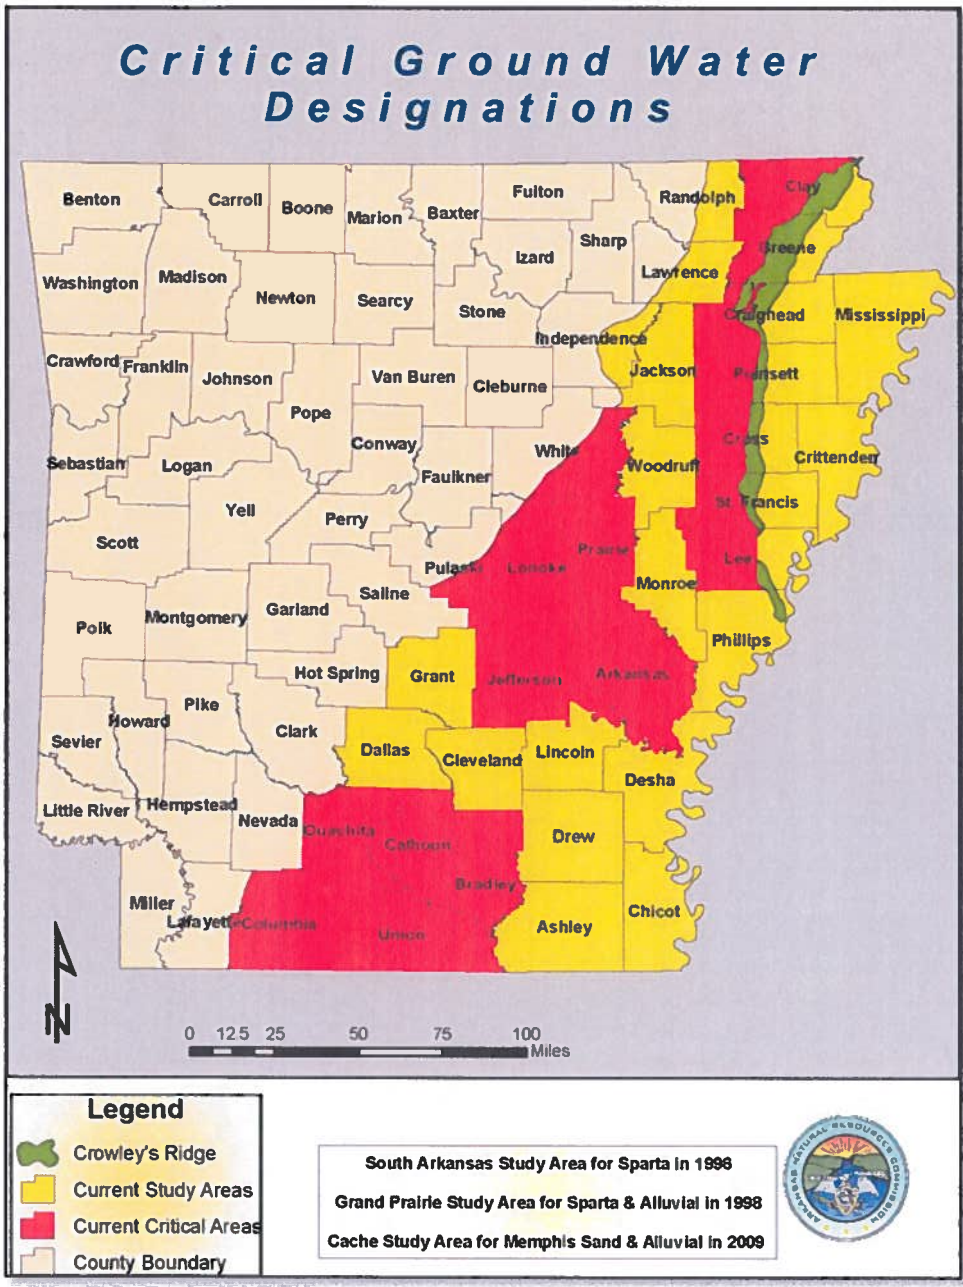 Critical Ground Water
Designations
Benton
Carroll
Boone
Marion
Baxter
Fulton
Randolph
Clay
Sharp
Izard
Greene
Lawrence
Washington
Madison
Newton
Searcy
Stone
Craighead
Mississippi
Independence
Crawford
Franklin
Johnson
Van Buren
Cleburne
Jackson
Poinsett
Pope
Conway
White
Cross
Crittenden
Sebastian
Logan
Faulkner
Woodruff
Yell
Perry
St. Francis
Scott
Pulaski
Lonoke
Prairie
Lee
Saline
Monroe
Polk
Montgomery
Garland
Phillips
Hot Spring
Grant
Jefferson
Arkansas
Howard
Pike
Clark
Sevier
Dallas
Cleveland
Lincoln
Desha
Little River
Hempstead
Nevada
Ouachita
Calhoun
Drew
Bradley
Miller
Lafayette
Columbia
Union
Ashley
Chicot
N
0 12.5 25 50 75 100
Miles
Legend
Crowley's Ridge
Current Study Areas
Current Critical Areas
County Boundary
South Arkansas Study Area for Sparta in 1996
Grand Prairie Study Area for Sparta & Alluvial in 1998
Cache Study Area for Memphis Sand & Alluvial in 2009
ARKANSAS NATURAL RESOURCES COMMISSION